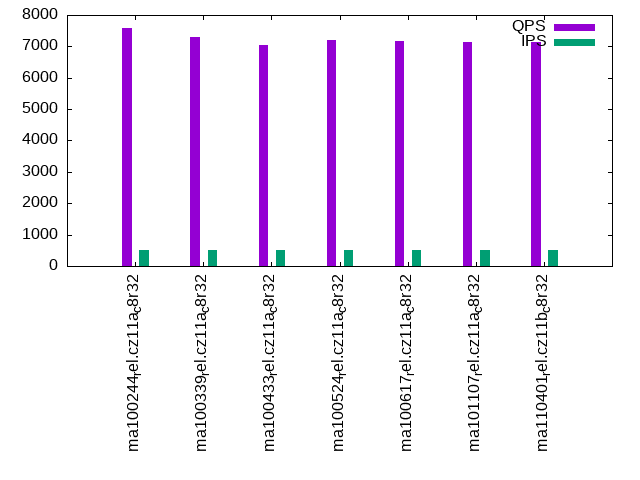 8000
7000
6000
5000
4000
3000
2000
1000
0
QPS
IPS
ma100244rel.cz11ac8r32
ma100339rel.cz11ac8r32
ma100433rel.cz11ac8r32
ma100524rel.cz11ac8r32
ma100617rel.cz11ac8r32
ma101107rel.cz11ac8r32
ma110401rel.cz11bc8r32